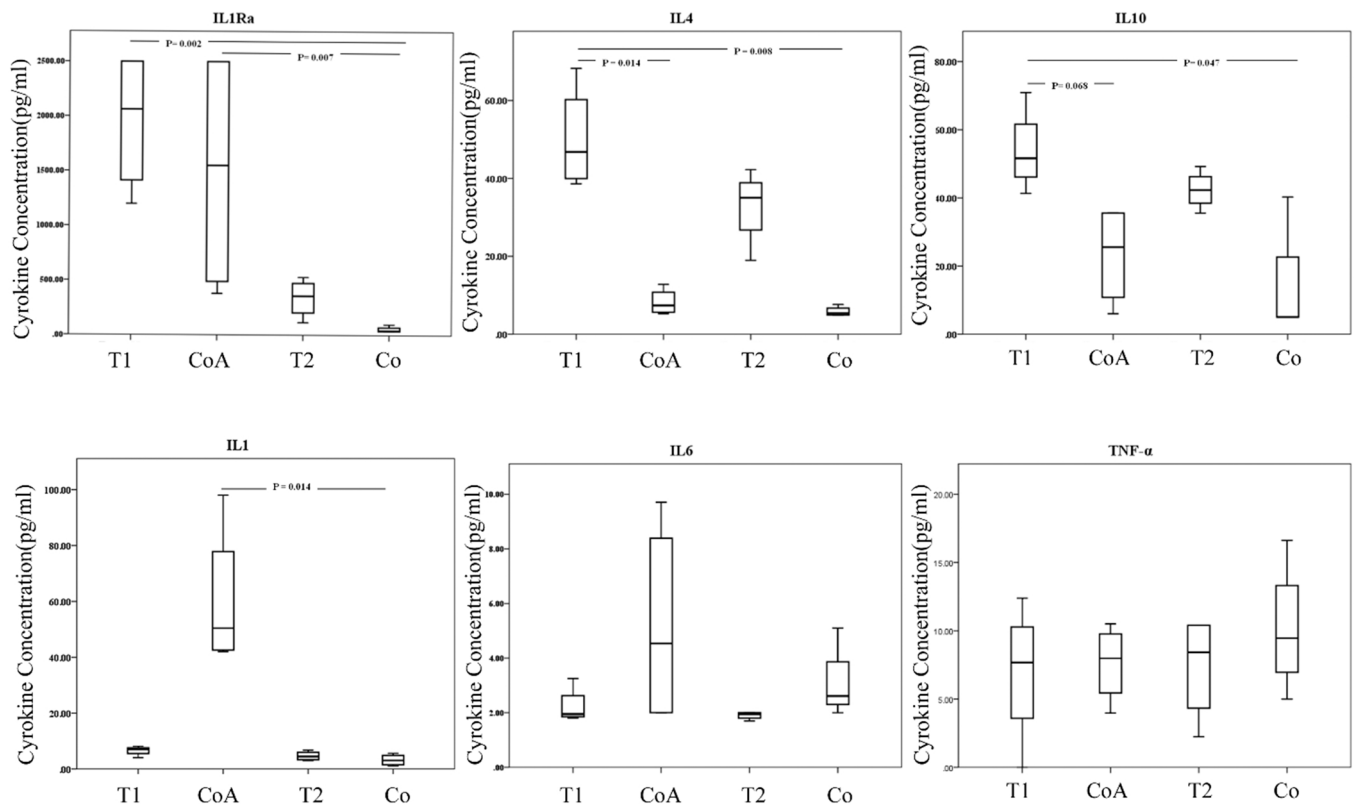 IL1Ra
P= 0.002
P= 0.007
2500.00
2000.00
1500.00
1000.00
500.00
.00
Cyrokine Concentration(pg/ml)
T1 CoA T2 Co
IL4
P = 0.008
P = 0.014
60.00
40.00
20.00
.00
Cyrokine Concentration(pg/ml)
T1 CoA T2 Co
IL10
P= 0.047
P= 0.068
80.00
60.00
40.00
20.00
.00
Cyrokine Concentration(pg/ml)
T1 CoA T2 Co
IL1
P = 0.014
100.00
80.00
60.00
40.00
20.00
.00
Cyrokine Concentration(pg/ml)
T1 CoA T2 Co
IL6
10.00
8.00
6.00
4.00
2.00
.00
Cyrokine Concentration(pg/ml)
T1 CoA T2 Co
TNF-α
20.00
15.00
10.00
5.00
.00
Cyrokine Concentration(pg/ml)
T1 CoA T2 Co